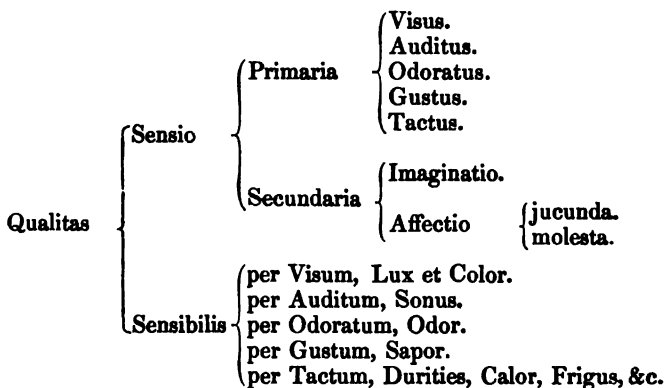 Visus.
Auditus.
Primaria
Odoratus.
Gustus.
Tactus.
Sensio
Imaginatio.
Secundaria
Affectio
jucunda.
molesta.
Qualitas
per Visum, Lux et Color.
per Auditum, Sonus.
Sensibilis
per Odoratum, Odor.
per Gustum, Sapor.
per Tactum, Durities, Calor, Frigus, &c.